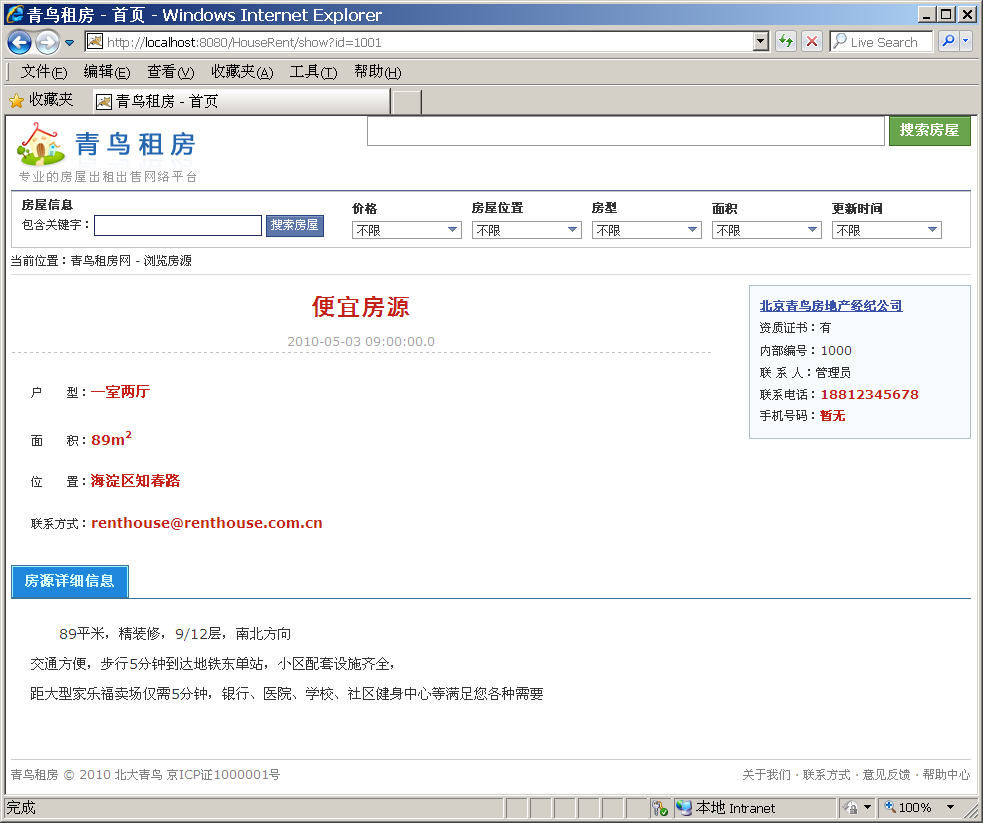 青鸟租房 - 首页 - Windows Internet Explorer
http://localhost:8080/HouseRent/show?id=1001
Live Search
文件(F) 编辑(E) 查看(V) 收藏夹(A) 工具(T) 帮助(H)
收藏夹 青鸟租房 - 首页
青鸟租房
搜索房屋
专业的房屋出租出售网络平台
房屋信息 价格 房屋位置 房型 面积 更新时间
包含关键字： 搜索房屋 不限 不限 不限 不限 不限
当前位置：青鸟租房网 - 浏览房源
便宜房源
2010-05-03 09:00:00.0
户 型：一室两厅
面 积：89m²
位 置：海淀区知春路
联系方式：renthouse@renthouse.com.cn
北京青鸟房地产经纪公司
资质证书：有
内部编号：1000
联 系 人：管理员
联系电话：18812345678
手机号码：暂无
房源详细信息
89平米，精装修，9/12层，南北方向
交通方便，步行5分钟到达地铁东单站，小区配套设施齐全，
距大型家乐福卖场仅需5分钟，银行、医院、学校、社区健身中心等满足您各种需要
青鸟租房 © 2010 北大青鸟 京ICP证1000001号
关于我们 · 联系方式 · 意见反馈 · 帮助中心
完成 本地 Intranet 100%